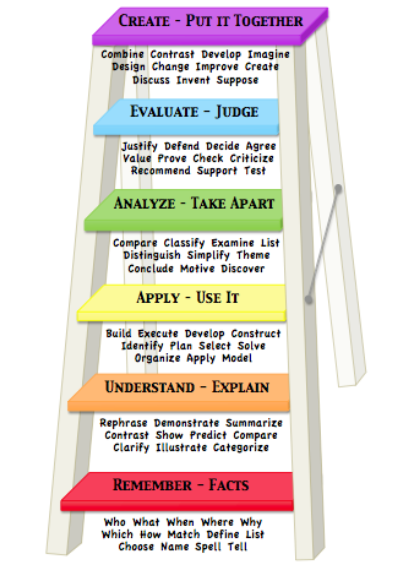 CREATE - PUT IT TOGETHER
Combine Contrast Develop Imagine
Design Change Improve Create
Discuss Invent Suppose
EVALUATE - JUDGE
Justify Defend Decide Agree
Value Prove Check Criticize
Recommend Support Test
ANALYZE - TAKE APART
Compare Classify Examine List
Distinguish Simplify Theme
Conclude Motive Discover
APPLY - USE IT
Build Execute Develop Construct
Identify Plan Select Solve
Organize Apply Model
UNDERSTAND - EXPLAIN
Rephrase Demonstrate Summarize
Contrast Show Predict Compare
Clarify Illustrate Categorize
REMEMBER - FACTS
Who What When Where Why
Which How Match Define List
Choose Name Spell Tell